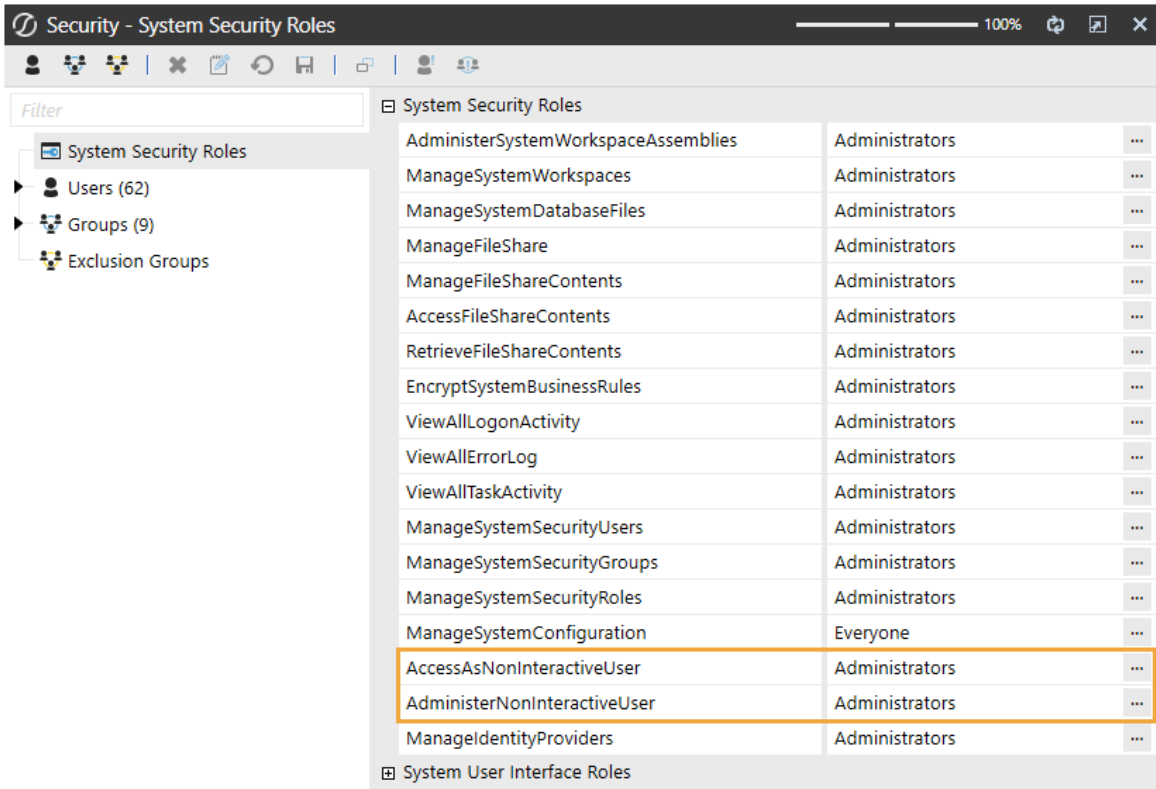 Security - System Security Roles
100%
Filter
System Security Roles
Users (62)
Groups (9)
Exclusion Groups
System Security Roles
AdministerSystemWorkspaceAssemblies Administrators ...
ManageSystemWorkspaces Administrators ...
ManageSystemDatabaseFiles Administrators ...
ManageFileShare Administrators ...
ManageFileShareContents Administrators ...
AccessFileShareContents Administrators ...
RetrieveFileShareContents Administrators ...
EncryptSystemBusinessRules Administrators ...
ViewAllLogonActivity Administrators ...
ViewAllErrorLog Administrators ...
ViewAllTaskActivity Administrators ...
ManageSystemSecurityUsers Administrators ...
ManageSystemSecurityGroups Administrators ...
ManageSystemSecurityRoles Administrators ...
ManageSystemConfiguration Everyone ...
AccessAsNonInteractiveUser Administrators ...
AdministerNonInteractiveUser Administrators ...
ManageIdentityProviders Administrators ...
System User Interface Roles